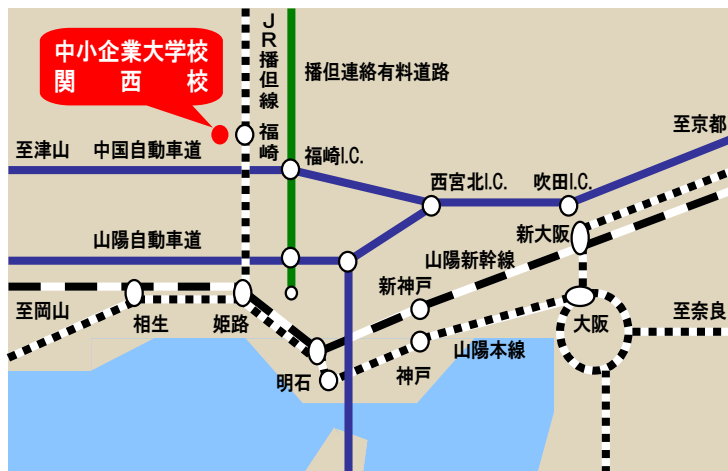 中小企業大学校
関西校
JR播但線
福崎
播但連絡有料道路
至京都
至津山
中国自動車道
福崎I.C.
西宮北I.C.
吹田I.C.
山陽自動車道
新大阪
山陽新幹線
新神戸
至岡山
相生
姫路
大阪
至奈良
山陽本線
神戸
明石